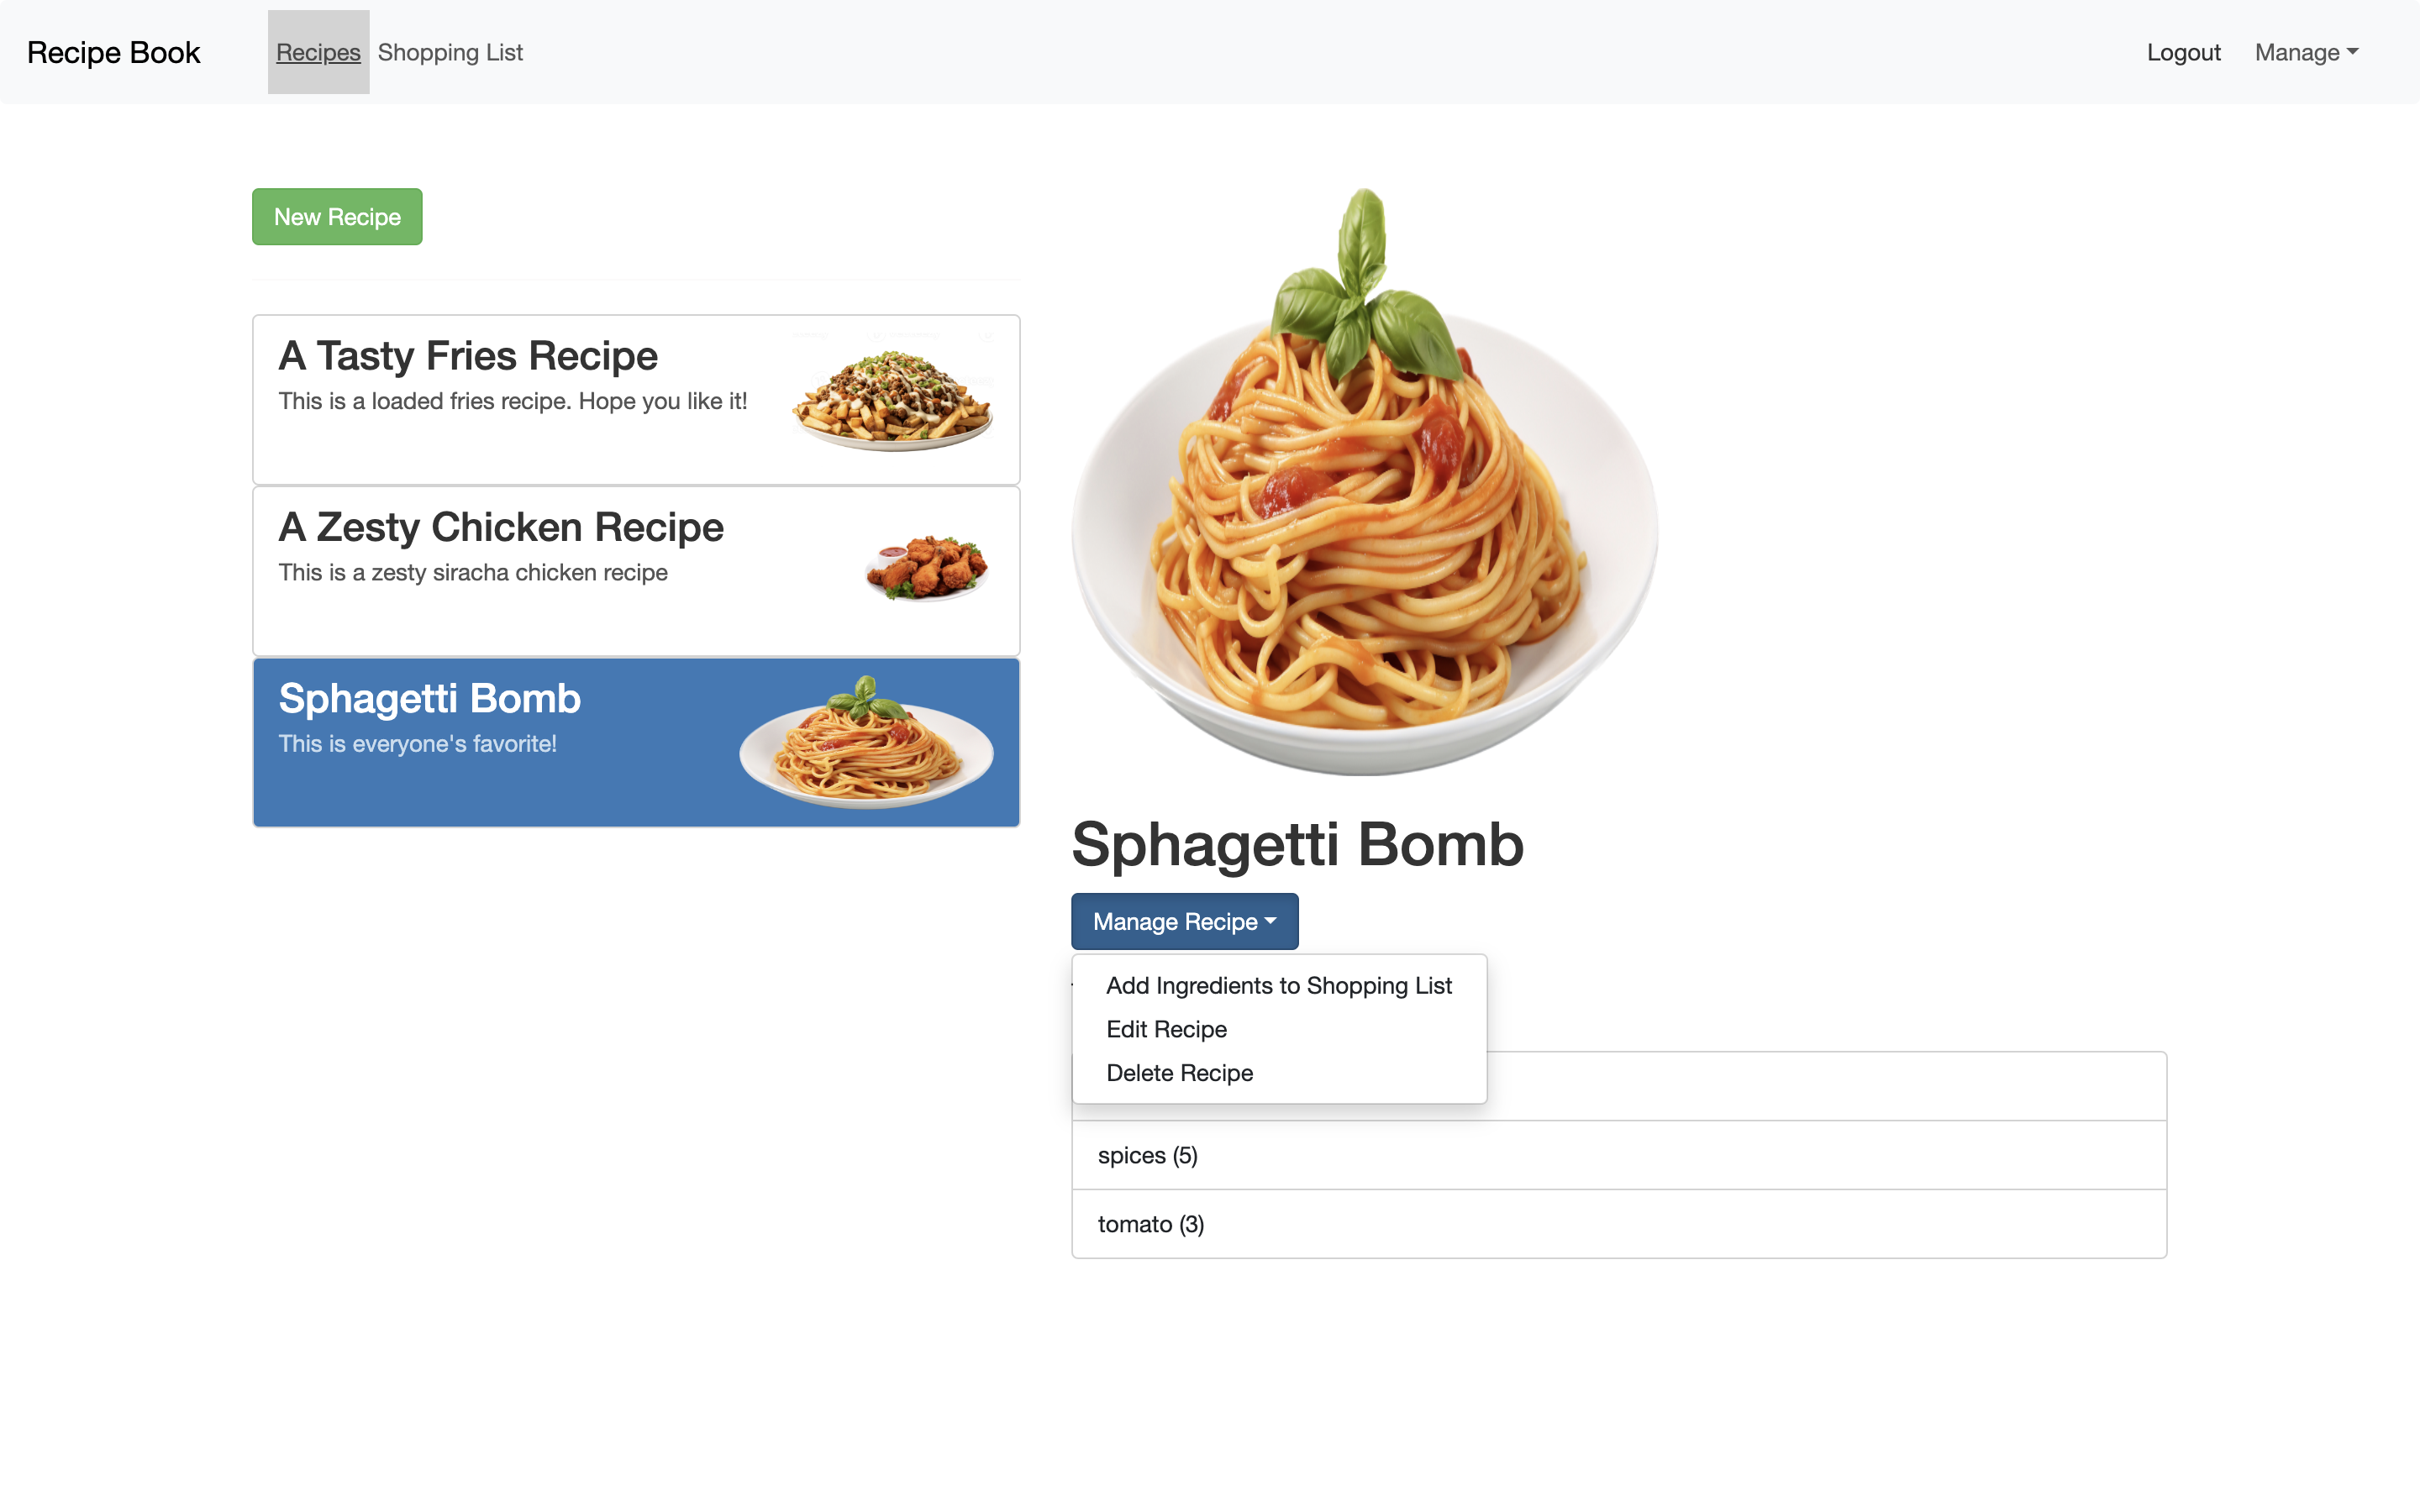 Recipe Book
Recipes
Shopping List
Logout
Manage
New Recipe
A Tasty Fries Recipe
This is a loaded fries recipe. Hope you like it!
A Zesty Chicken Recipe
This is a zesty siracha chicken recipe
Sphagetti Bomb
This is everyone's favorite!
Sphagetti Bomb
Manage Recipe
Add Ingredients to Shopping List
Edit Recipe
Delete Recipe
spices (5)
tomato (3)